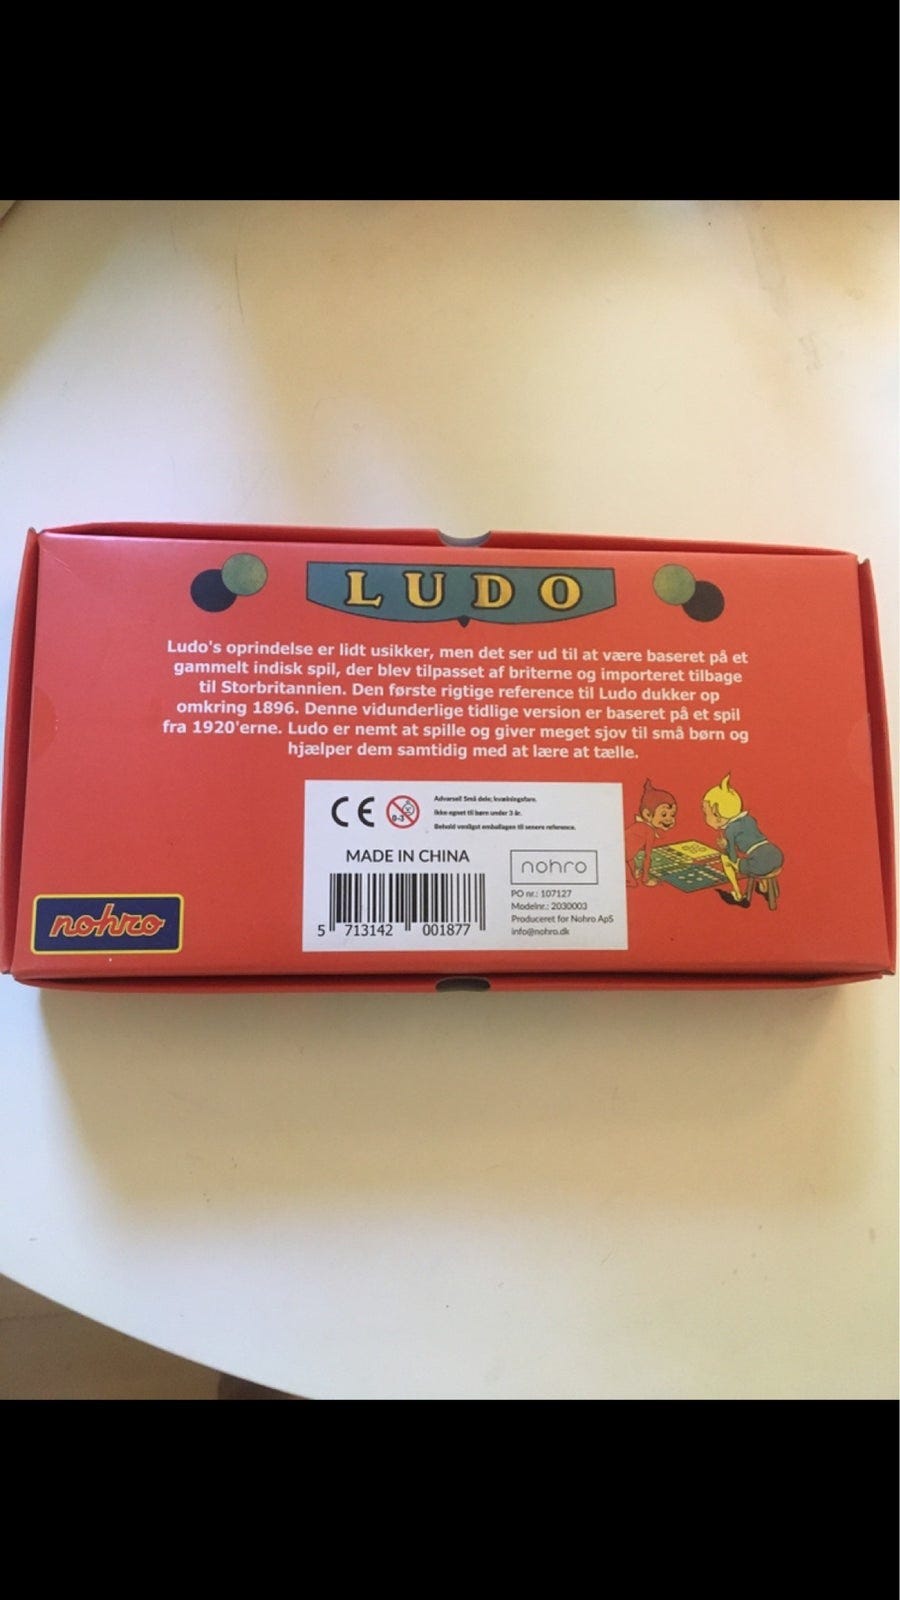 LUDO
Ludo's oprindelse er lidt usikker, men det ser ud til at være baseret på et
gammelt indisk spil, der blev tilpasset af briterne og importeret tilbage
til Storbritannien. Den første rigtige reference til Ludo dukker op
omkring 1896. Denne vidunderlige tidlige version er baseret på et spil
fra 1920'erne. Ludo er nemt at spille og giver meget sjov til små børn og
hjælper dem samtidig med at lære at tælle.
CE
0-3
Advarsel! Små dele; kvælningsfare.
Ikke egnet til børn under 3 år.
Behold venligst emballagen til senere reference.
MADE IN CHINA
5 713142 001877
nohro
PO nr.: 107127
Modelnr.: 2030003
Produceret for Nohro ApS
info@nohro.dk
nohro